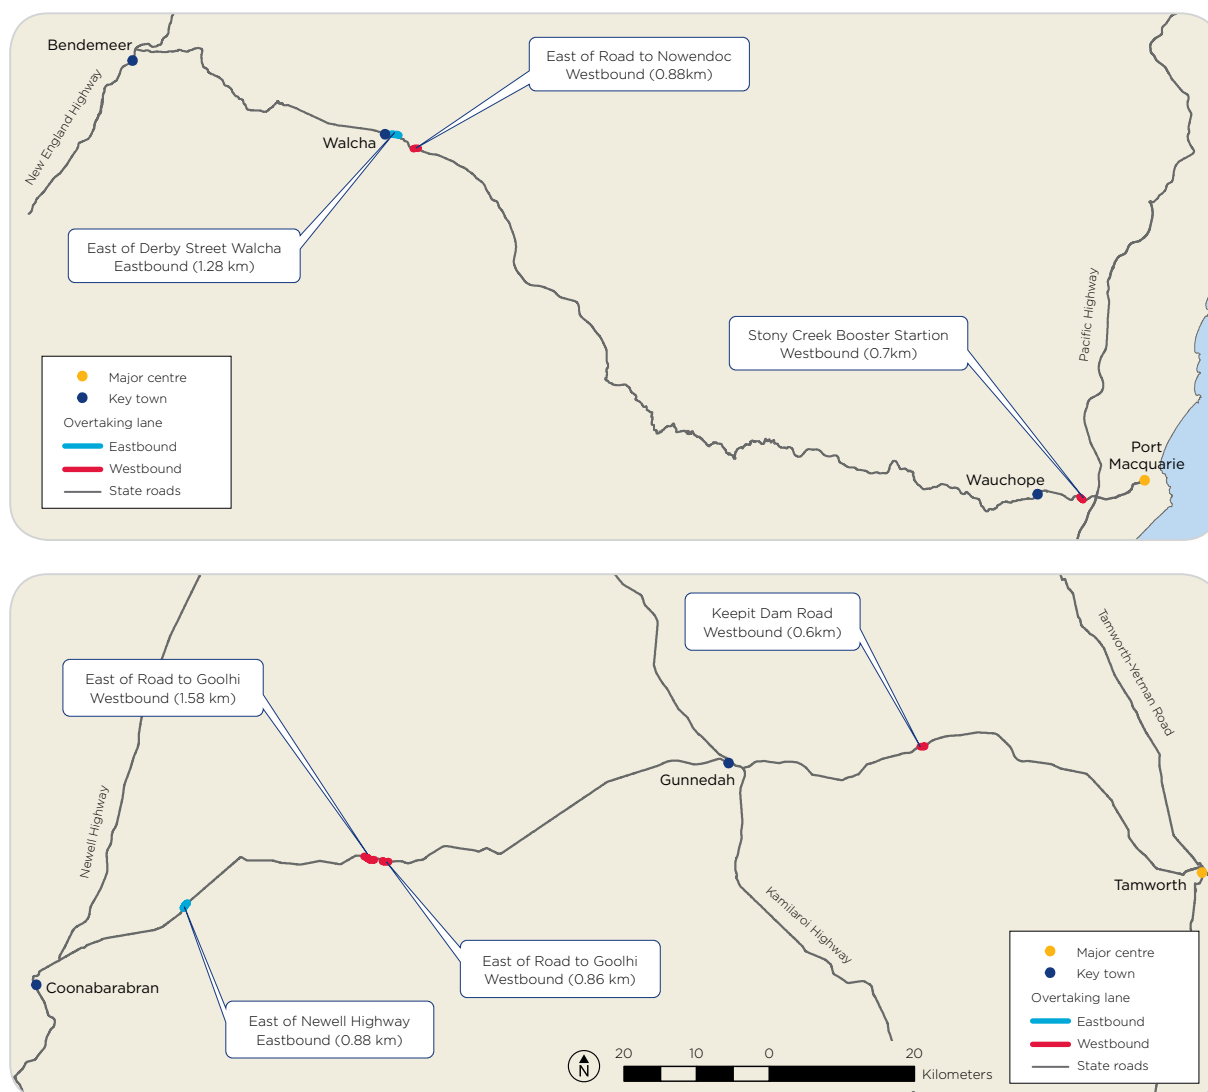 Bendemeer
New England Highway
East of Road to Nowendoc
Westbound (0.88km)
Walcha
East of Derby Street Walcha
Eastbound (1.28 km)
Pacific Highway
Stony Creek Booster Startion
Westbound (0.7km)
Major centre
Key town
Overtaking lane
Eastbound
Westbound
State roads
Wauchope
Port
Macquarie
Keepit Dam Road
Westbound (0.6km)
Tamworth-Yetman Road
East of Road to Goolhi
Westbound (1.58 km)
Newell Highway
Gunnedah
Tamworth
Kamilaroi Highway
East of Road to Goolhi
Westbound (0.86 km)
Coonabarabran
East of Newell Highway
Eastbound (0.88 km)
Major centre
Key town
Overtaking lane
Eastbound
Westbound
State roads
N
20 10 0 20
Kilometers